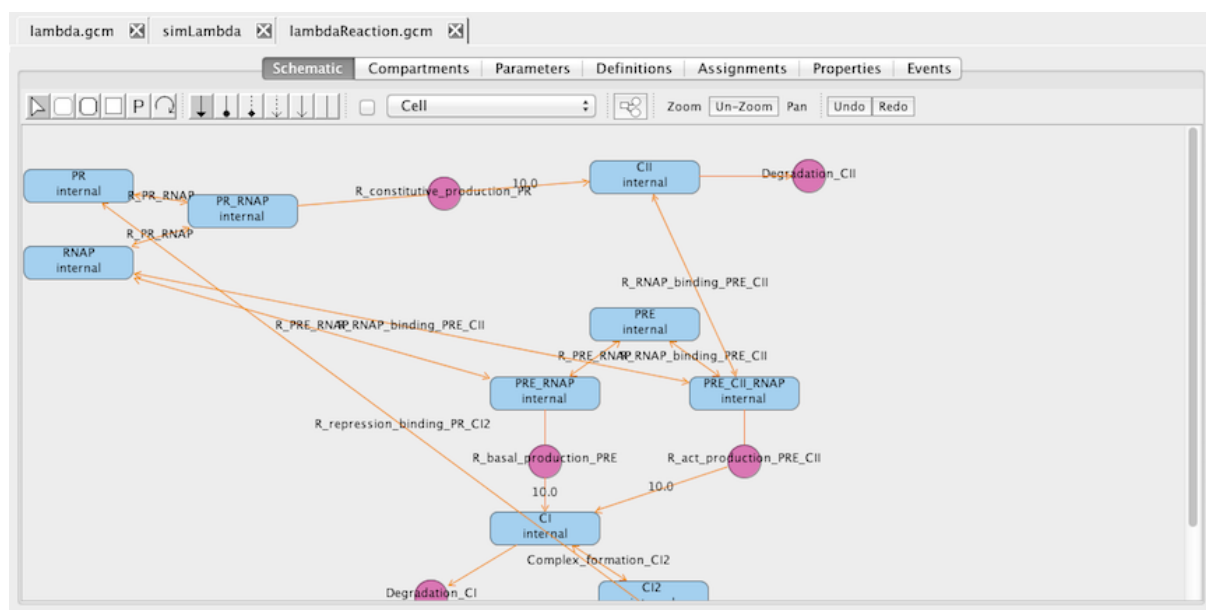 lambda.gcm simLambda lambdaReaction.gcm
Schematic Compartments Parameters Definitions Assignments Properties Events
P Cell Zoom Un-Zoom Pan Undo Redo
PR
internal
R_PR_RNAP
PR_RNAP
internal
R_constitutive_production_PR
10.0
CII
internal
Degradation_CII
R_PR_RNAP
RNAP
internal
R_RNAP_binding_PRE_CII
PRE
internal
R_PRE_RNAP
R_RNAP_binding_PRE_CII
R_PRE_RNAP
R_RNAP_binding_PRE_CII
PRE_RNAP
internal
PRE_CII_RNAP
internal
R_repression_binding_PR_CI2
R_basal_production_PRE
R_act_production_PRE_CII
10.0
10.0
CI
internal
Complex_formation_CI2
Degradation_CI
CI2